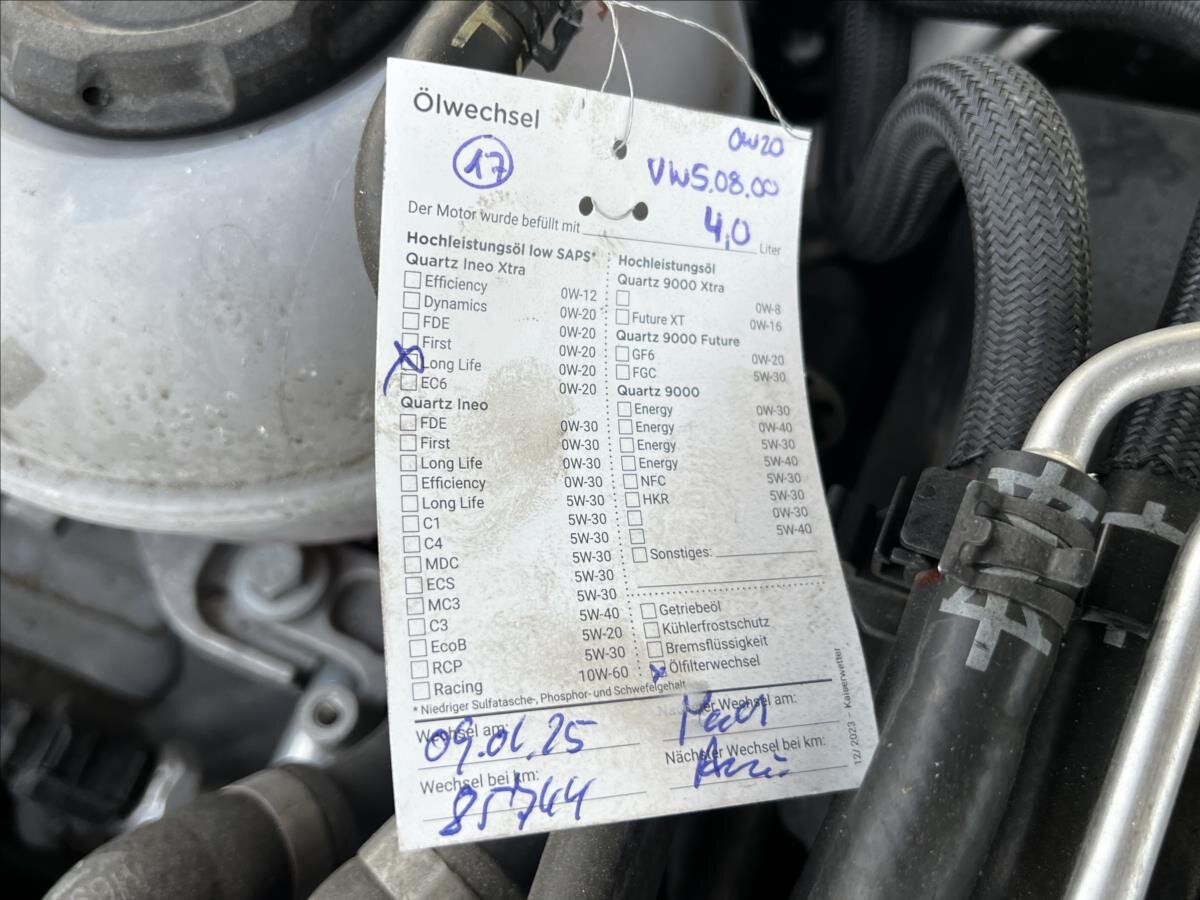 Ölwechsel
17
0W20
VW5.08.00
Der Motor wurde befüllt mit 4,0 Liter
Hochleistungsöl low SAPS*
Quartz Ineo Xtra
Efficiency 0W-12
Dynamics 0W-20
FDE 0W-20
First 0W-20
Long Life 0W-20
EC6 0W-20
Quartz Ineo
FDE 0W-30
First 0W-30
Long Life 0W-30
Efficiency 0W-30
Long Life 5W-30
C1 5W-30
C4 5W-30
MDC 5W-30
ECS 5W-30
MC3 5W-30
C3 5W-40
EcoB 5W-20
RCP 5W-30
Racing 10W-60
* Niedriger Sulfatasche-, Phosphor- und Schwefelgehalt
Hochleistungsöl
Quartz 9000 Xtra
0W-8
Future XT 0W-16
Quartz 9000 Future
GF6 0W-20
FGC 5W-30
Quartz 9000
Energy 0W-30
Energy 0W-40
Energy 5W-30
Energy 5W-40
NFC 5W-30
HKR 5W-30
0W-30
5W-40
Sonstiges:
Getriebeöl
Kühlerfrostschutz
Bremsflüssigkeit
Ölfilterwechsel
Wechsel am:
09.01.25
Nächster Wechsel am:
Nach
Wechsel bei km:
85744
Nächster Wechsel bei km:
12/ 2023 – Kaiserwetter